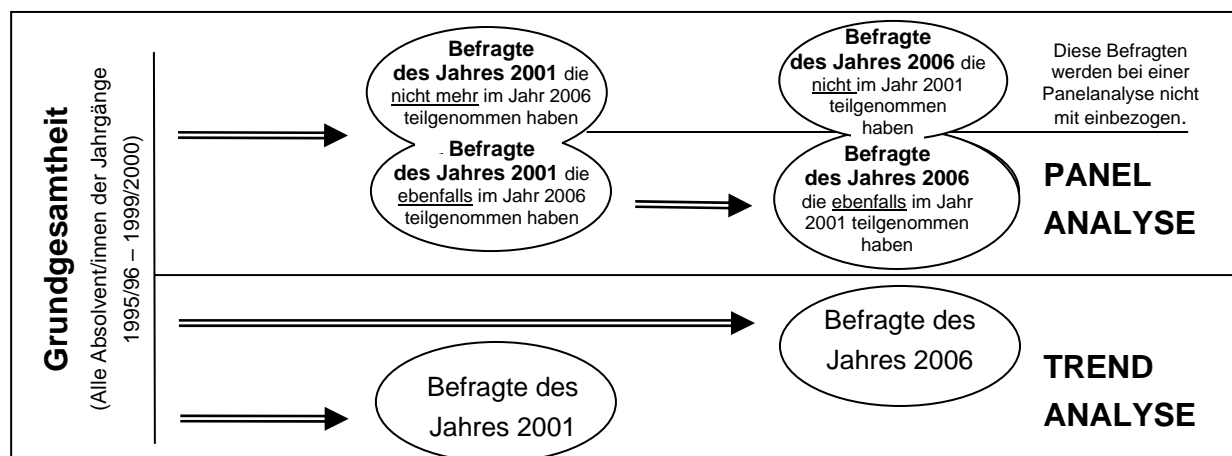 Grundgesamtheit
(Alle Absolvent/innen der Jahrgänge
1995/96 – 1999/2000)
Befragte
des Jahres 2001 die
nicht mehr im Jahr 2006
teilgenommen haben
Befragte
des Jahres 2001 die
ebenfalls im Jahr 2006
teilgenommen haben
Befragte
des Jahres 2006 die
nicht im Jahr 2001
teilgenommen
haben
Befragte
des Jahres 2006
die ebenfalls im Jahr
2001 teilgenommen
haben
Diese Befragten
werden bei einer
Panelanalyse nicht
mit einbezogen.
PANEL
ANALYSE
Befragte des
Jahres 2006
Befragte des
Jahres 2001
TREND
ANALYSE